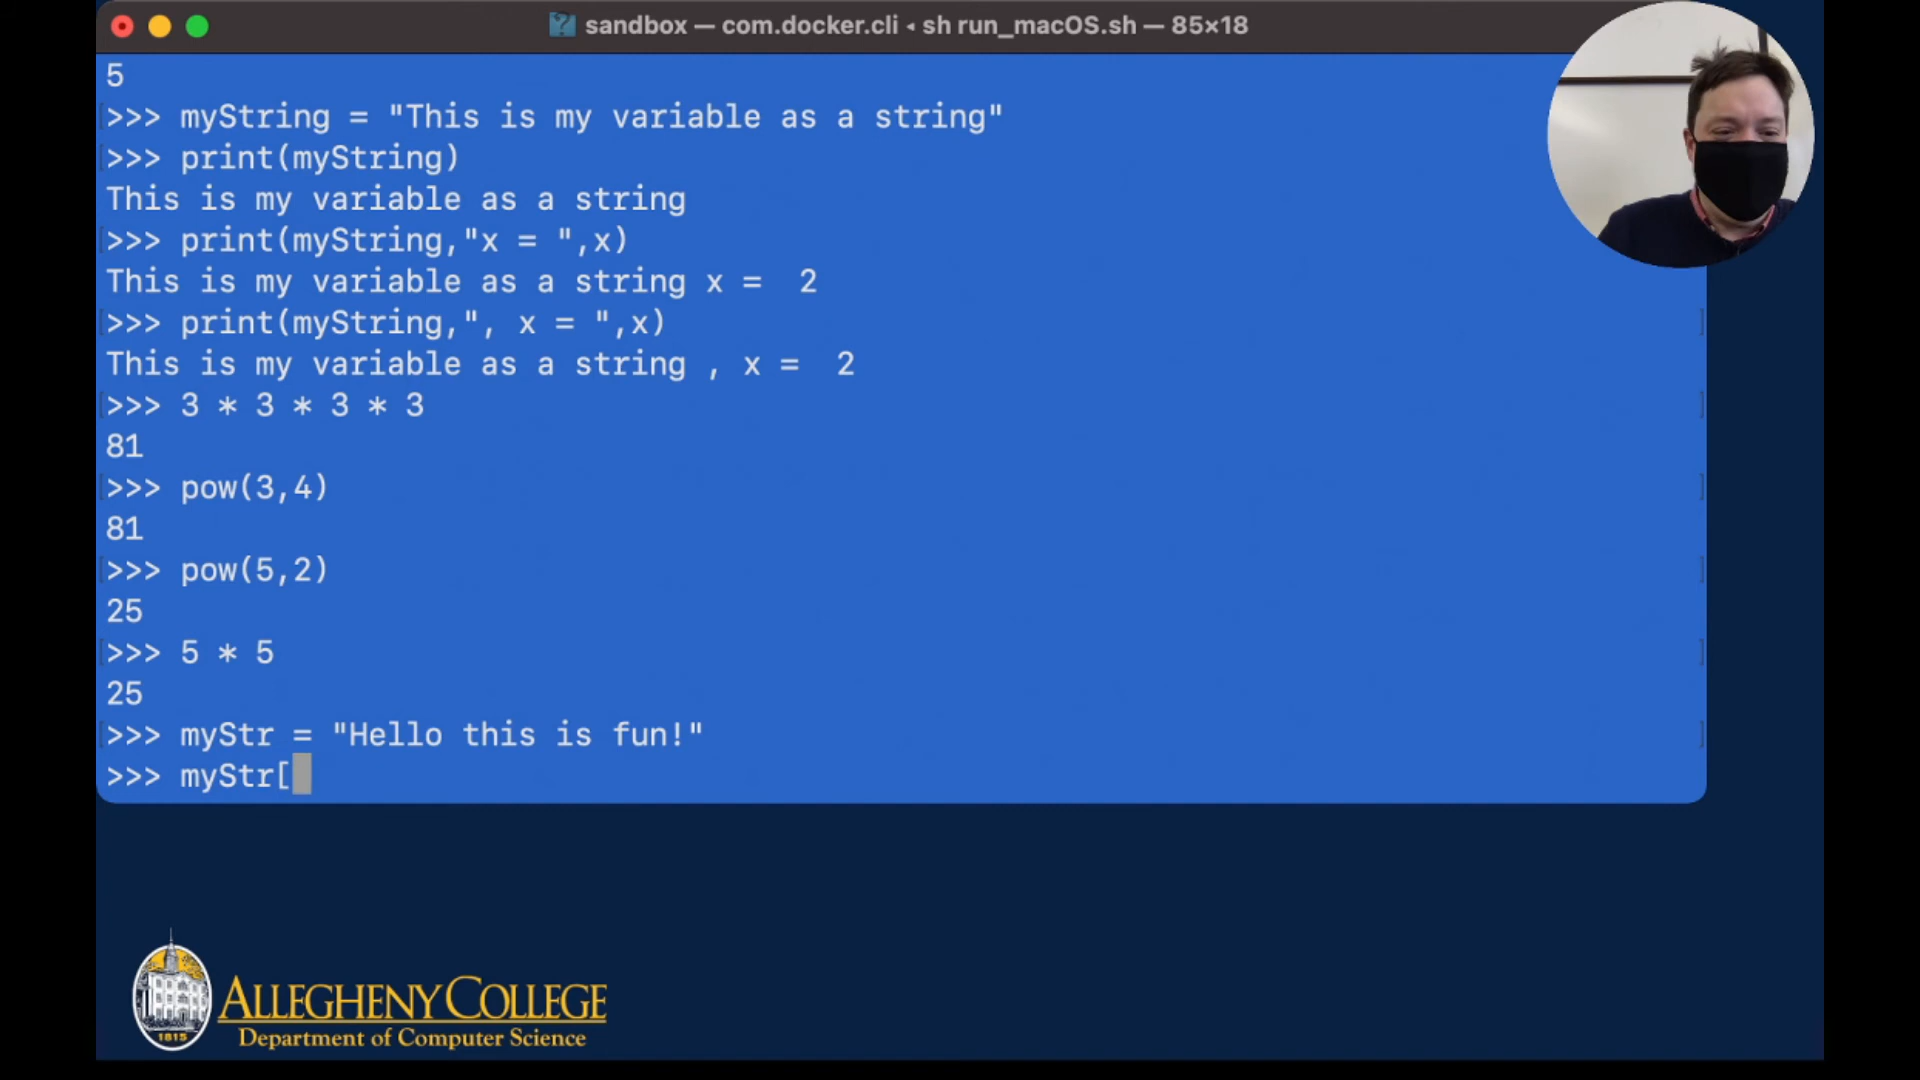 sandbox — com.docker.cli ◂ sh run_macOS.sh — 85×18
5
>>> myString = "This is my variable as a string"
>>> print(myString)
This is my variable as a string
>>> print(myString,"x = ",x)
This is my variable as a string x =  2
>>> print(myString,", x = ",x)
This is my variable as a string , x =  2
>>> 3 * 3 * 3 * 3
81
>>> pow(3,4)
81
>>> pow(5,2)
25
>>> 5 * 5
25
>>> myStr = "Hello this is fun!"
>>> myStr[
1815
ALLEGHENY COLLEGE
Department of Computer Science